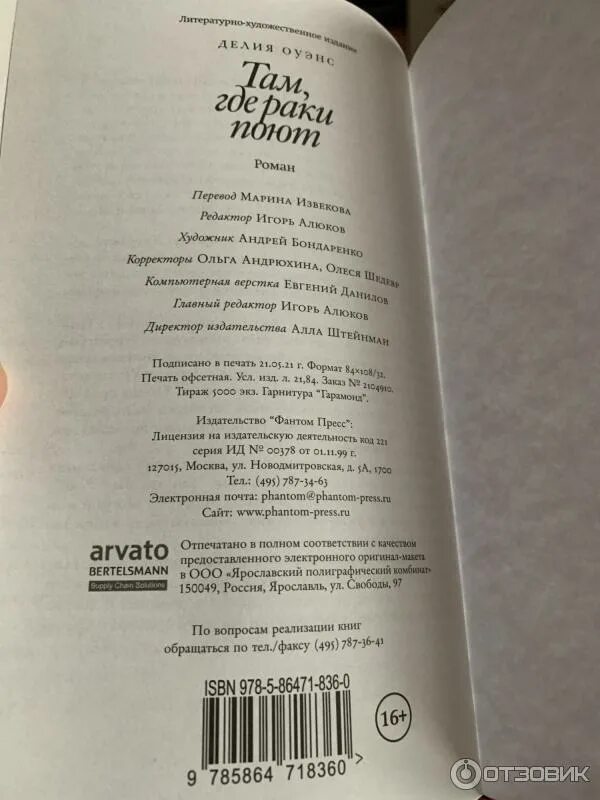 Литературно-художественное издание
ДЕЛИЯ ОУЭНС
Там,
где раки
поют
Роман
Перевод МАРИНА ИЗВЕКОВА
Редактор ИГОРЬ АЛЮКОВ
Художник АНДРЕЙ БОНДАРЕНКО
Корректоры ОЛЬГА АНДРЮХИНА, ОЛЕСЯ ШЕДЕВР
Компьютерная верстка ЕВГЕНИЙ ДАНИЛОВ
Главный редактор ИГОРЬ АЛЮКОВ
Директор издательства АЛЛА ШТЕЙНМАН
Подписано в печать 21.05.21 г. Формат 84×108/32.
Печать офсетная. Усл. изд. л. 21,84. Заказ № 2104910.
Тираж 5000 экз. Гарнитура "Гарамонд".
Издательство "Фантом Пресс":
Лицензия на издательскую деятельность код 221
серия ИД № 00378 от 01.11.99 г.
127015, Москва, ул. Новодмитровская, д. 5А, 1700
Тел.: (495) 787-34-63
Электронная почта: phantom@phantom-press.ru
Сайт: www.phantom-press.ru
arvato
BERTELSMANN
Supply Chain Solutions
Отпечатано в полном соответствии с качеством
предоставленного электронного оригинал-макета
в ООО «Ярославский полиграфический комбинат»
150049, Россия, Ярославль, ул. Свободы, 97
По вопросам реализации книг
обращаться по тел./факсу (495) 787-36-41
ISBN 978-5-86471-836-0
9 785864 718360 >
16+
ОТЗОВИК